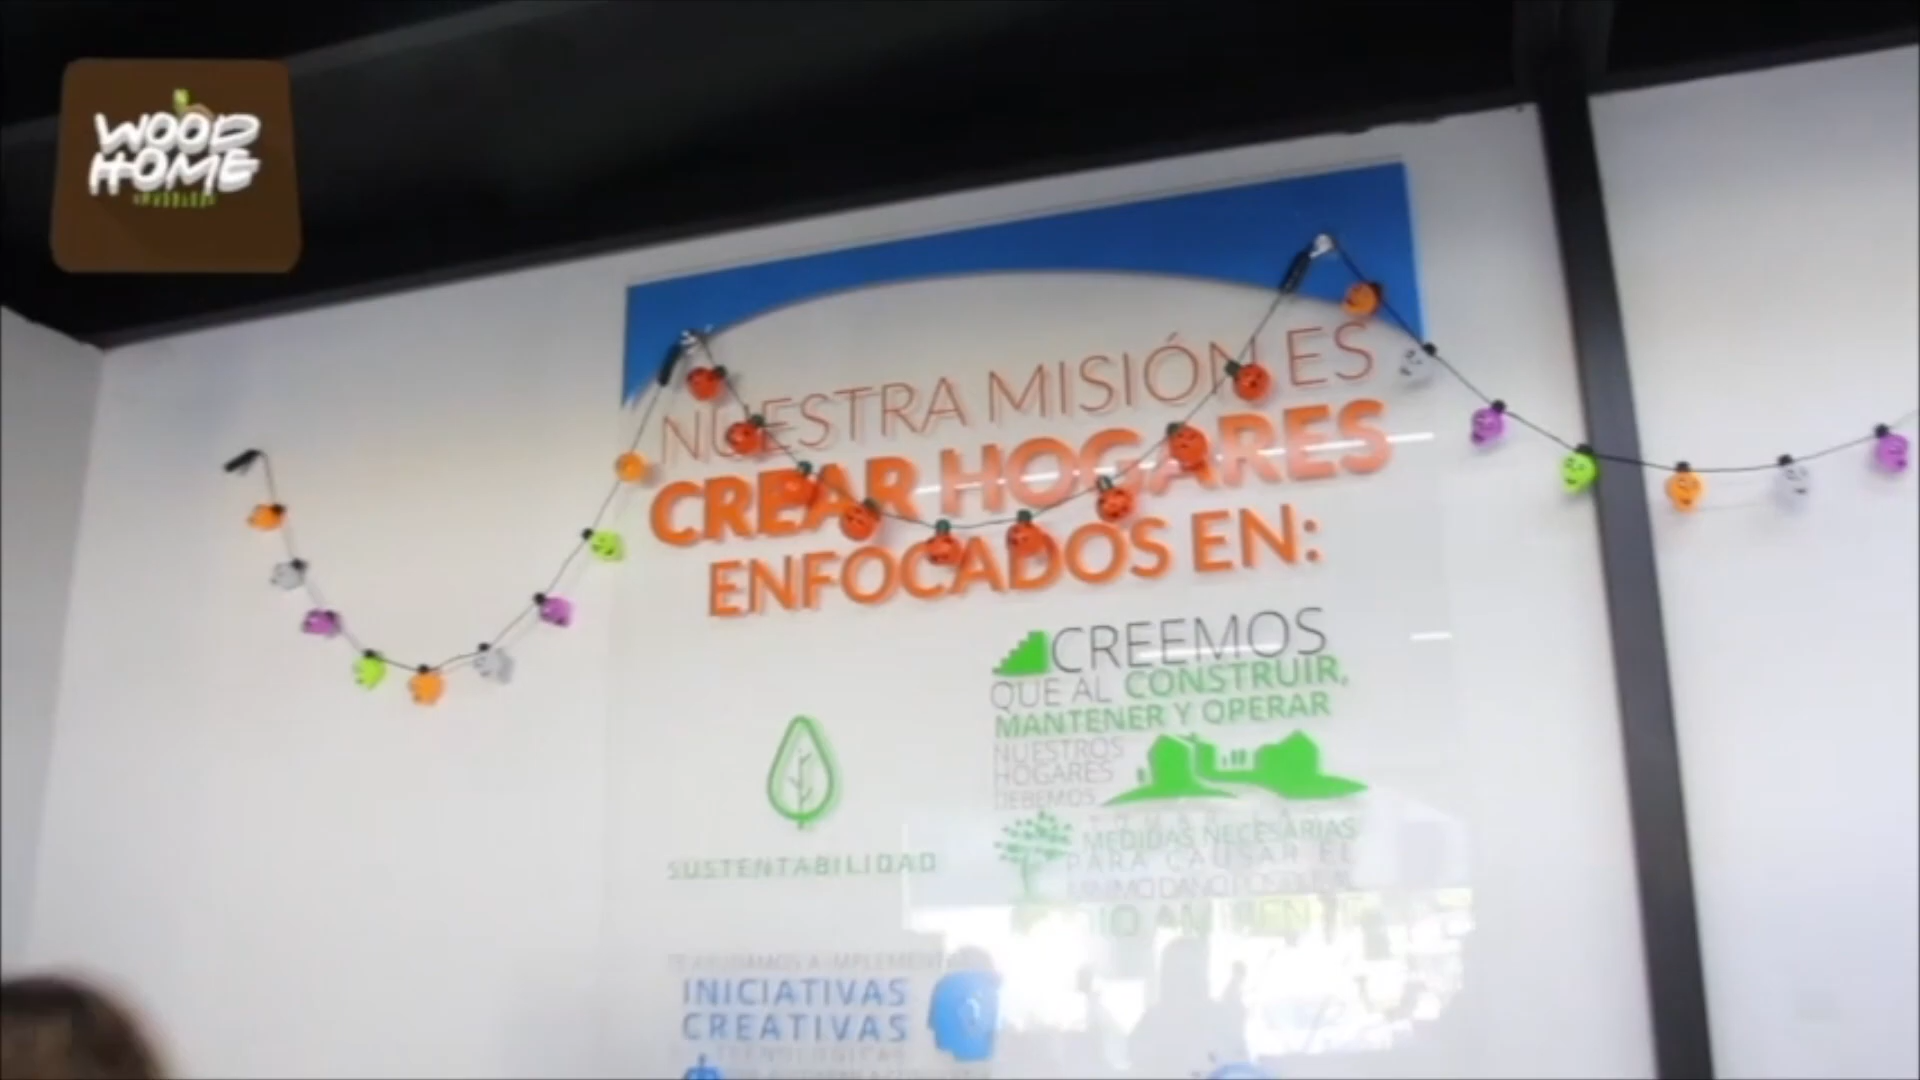 WOOD
HOME
NUESTRA MISIÓN ES
CREAR HOGARES
ENFOCADOS EN:
CREEMOS
QUE AL CONSTRUIR,
MANTENER Y OPERAR
NUESTROS
HOGARES
DEBEMOS
MEDIDAS NECESARIAS
PARA CAUSAR EL
SUSTENTABILIDAD
INICIATIVAS
CREATIVAS